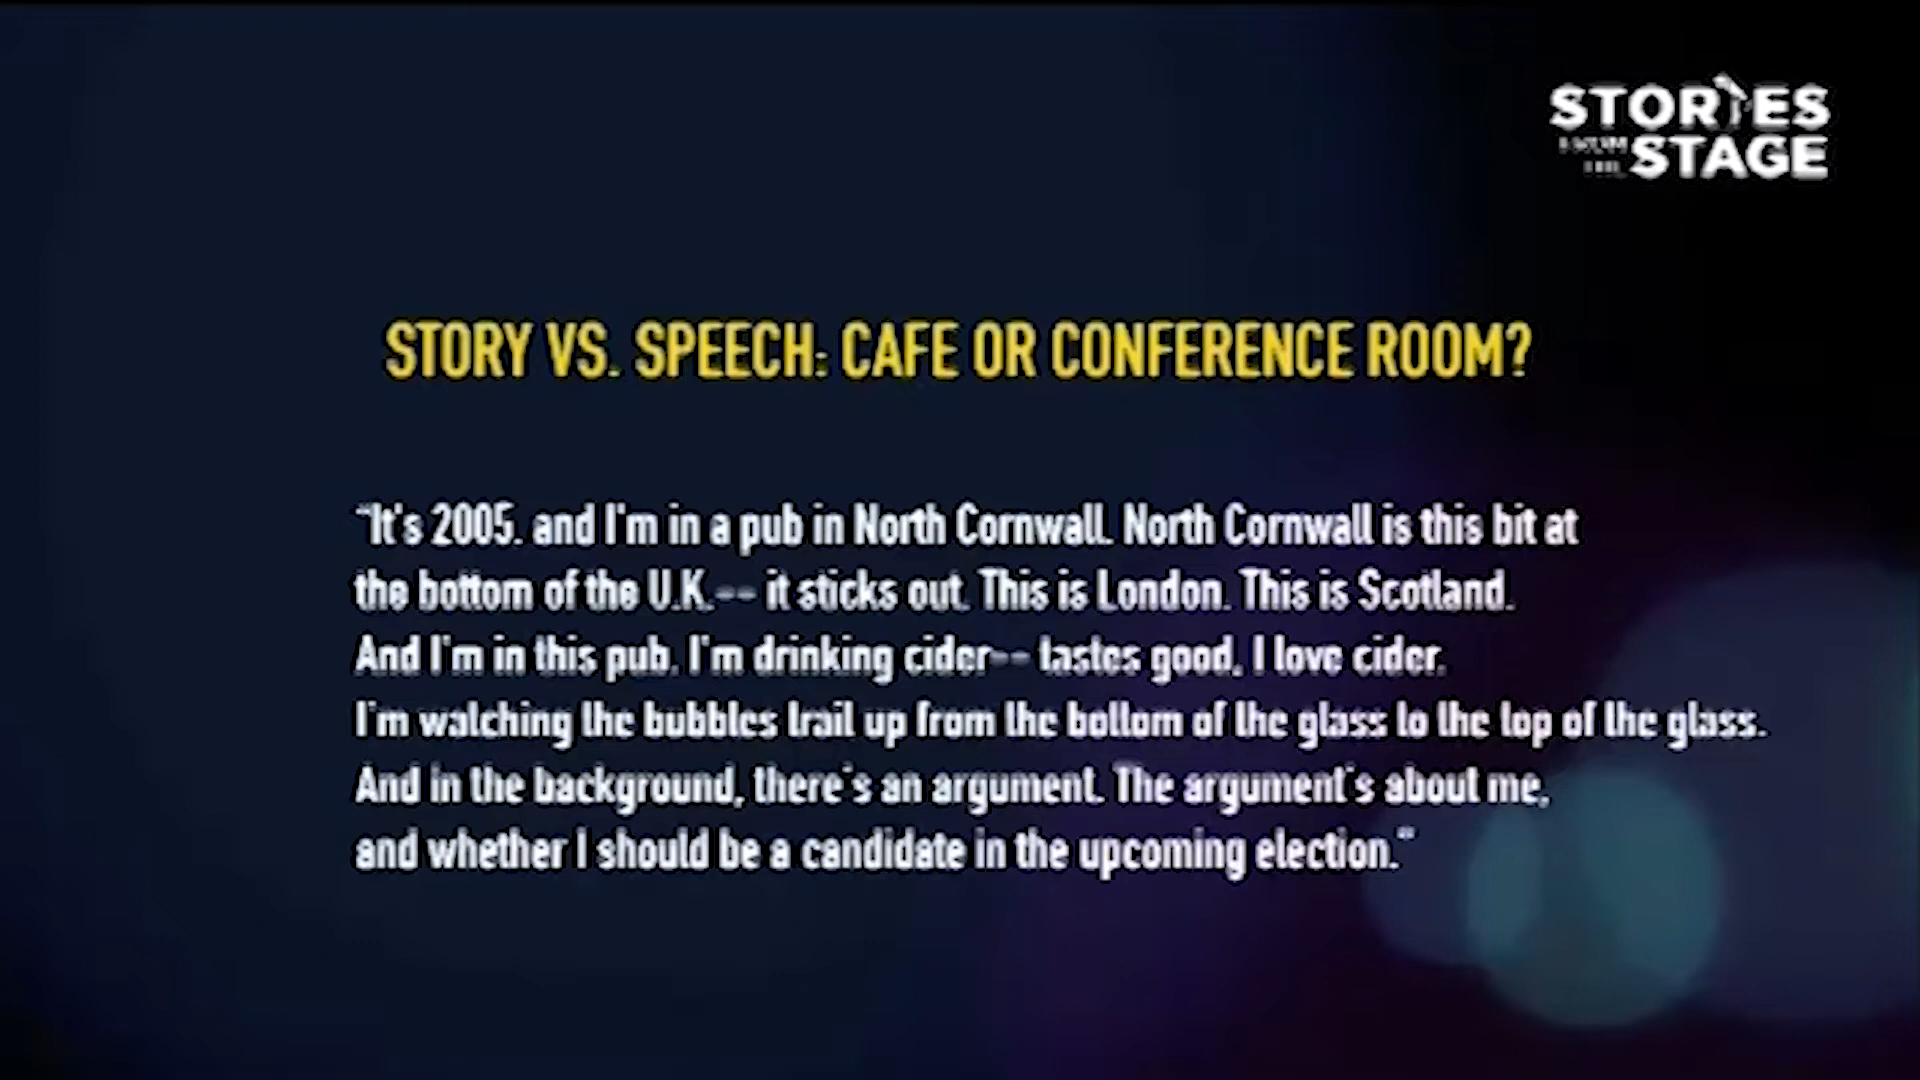 STORIES
FROM
THE STAGE
STORY VS. SPEECH: CAFE OR CONFERENCE ROOM?
"It's 2005, and I'm in a pub in North Cornwall. North Cornwall is this bit at
the bottom of the U.K.-- it sticks out. This is London. This is Scotland.
And I'm in this pub, I'm drinking cider-- tastes good, I love cider.
I'm watching the bubbles trail up from the bottom of the glass to the top of the glass.
And in the background, there's an argument. The argument's about me,
and whether I should be a candidate in the upcoming election."